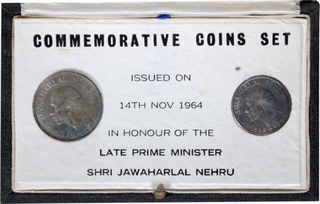 COMMEMORATIVE COINS SET
ISSUED ON
14TH NOV 1964
IN HONOUR OF THE
LATE PRIME MINISTER
SHRI JAWAHARLAL NEHRU